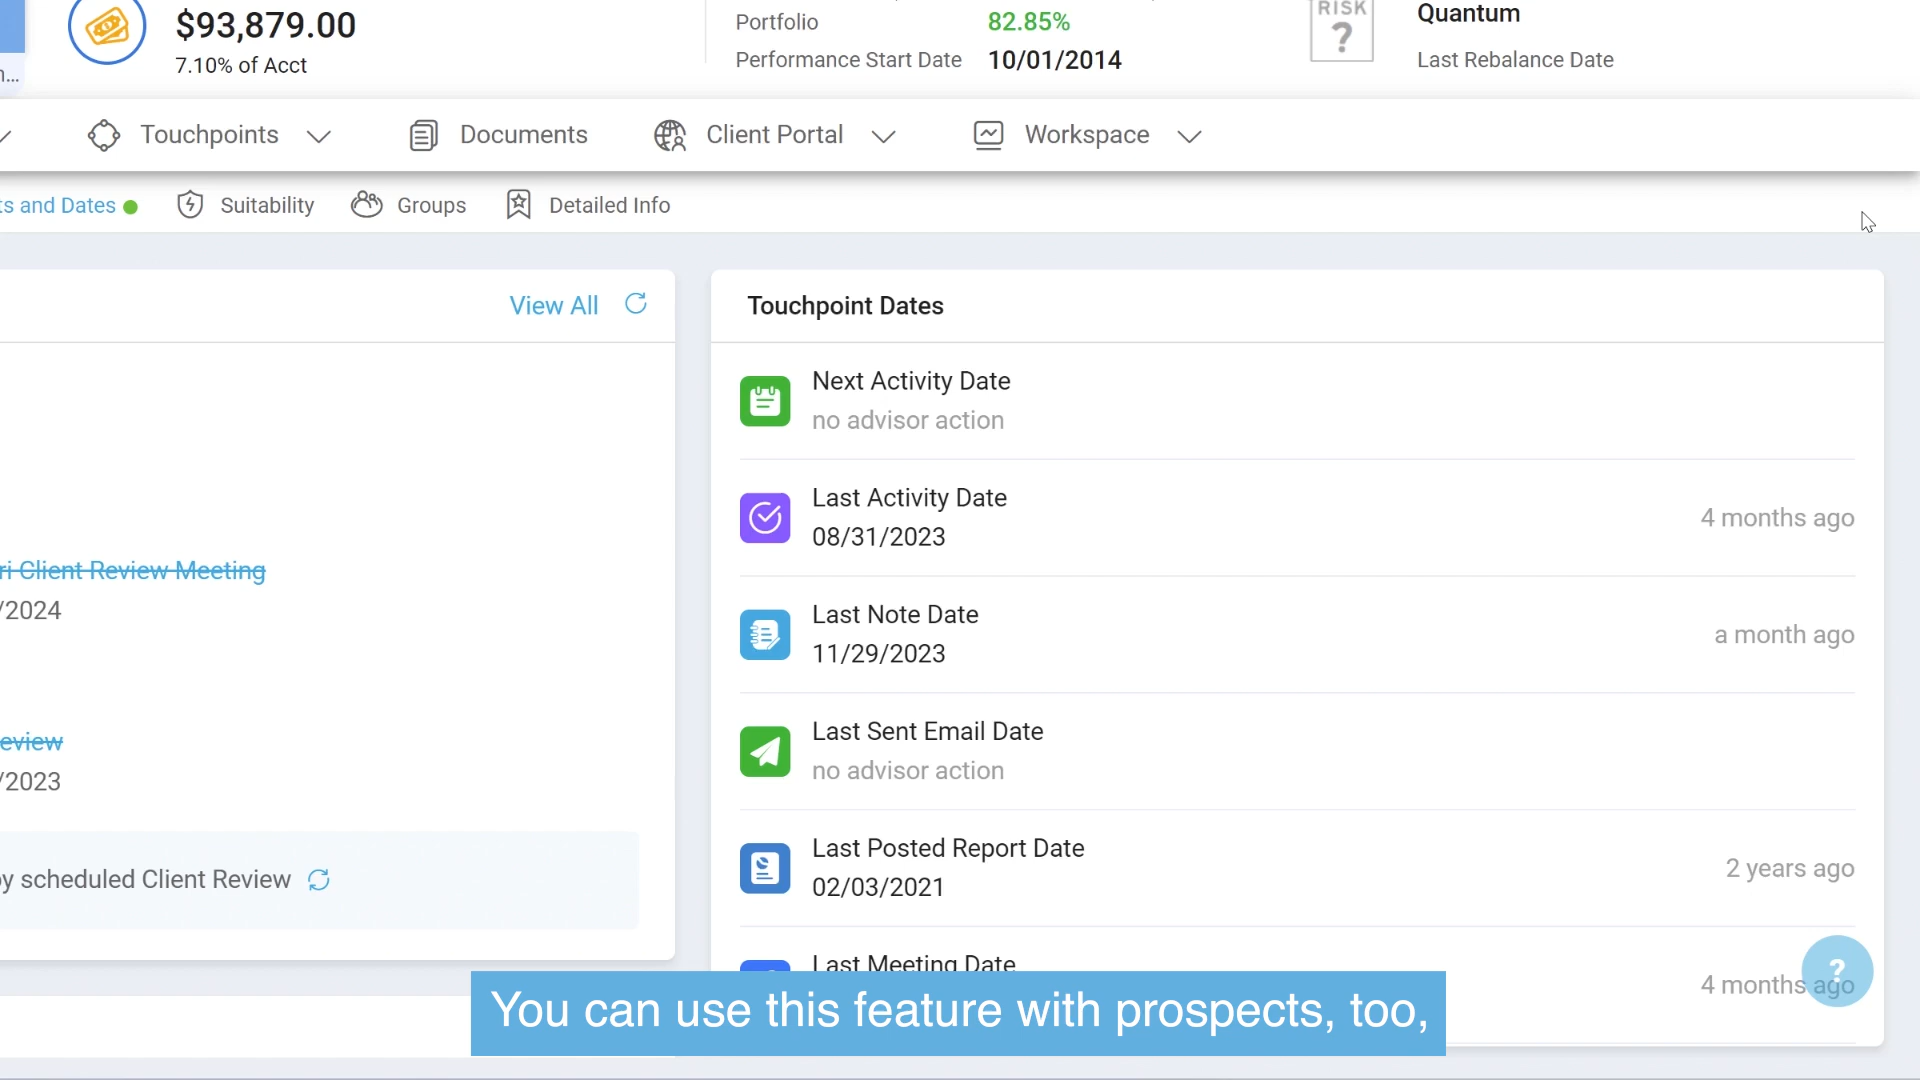 $93,879.00
7.10% of Acct
Portfolio 82.85%
Performance Start Date 10/01/2014
RISK
?
Quantum
Last Rebalance Date
Touchpoints
Documents
Client Portal
Workspace
ts and Dates
Suitability
Groups
Detailed Info
View All
ri Client Review Meeting
/2024
eview
/2023
y scheduled Client Review
Touchpoint Dates
Next Activity Date
no advisor action
Last Activity Date
08/31/2023
4 months ago
Last Note Date
11/29/2023
a month ago
Last Sent Email Date
no advisor action
Last Posted Report Date
02/03/2021
2 years ago
Last Meeting Date
4 months ago
?
You can use this feature with prospects, too,